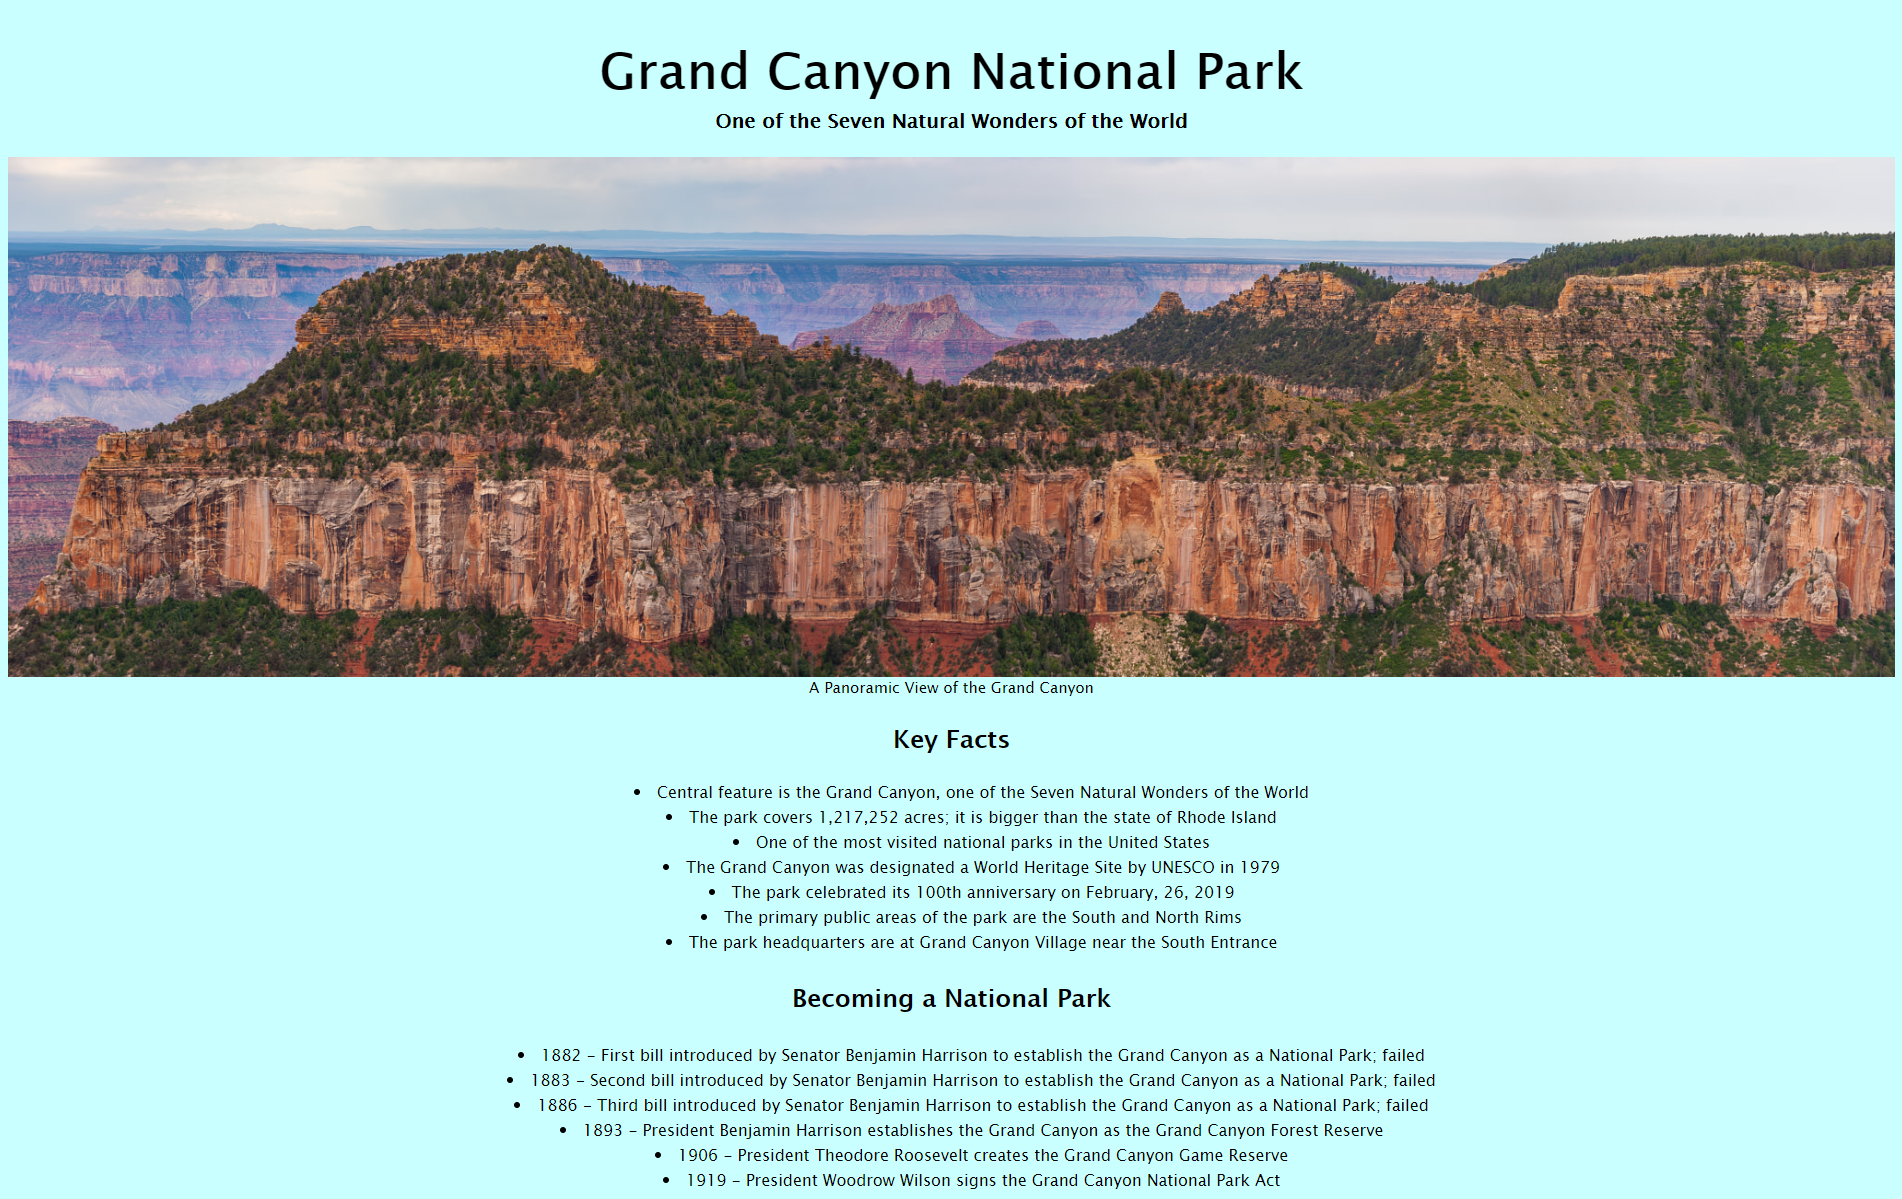 Grand Canyon National Park
One of the Seven Natural Wonders of the World
A Panoramic View of the Grand Canyon
Key Facts
• Central feature is the Grand Canyon, one of the Seven Natural Wonders of the World
• The park covers 1,217,252 acres; it is bigger than the state of Rhode Island
• One of the most visited national parks in the United States
• The Grand Canyon was designated a World Heritage Site by UNESCO in 1979
• The park celebrated its 100th anniversary on February, 26, 2019
• The primary public areas of the park are the South and North Rims
• The park headquarters are at Grand Canyon Village near the South Entrance
Becoming a National Park
• 1882 – First bill introduced by Senator Benjamin Harrison to establish the Grand Canyon as a National Park; failed
• 1883 – Second bill introduced by Senator Benjamin Harrison to establish the Grand Canyon as a National Park; failed
• 1886 – Third bill introduced by Senator Benjamin Harrison to establish the Grand Canyon as a National Park; failed
• 1893 – President Benjamin Harrison establishes the Grand Canyon as the Grand Canyon Forest Reserve
• 1906 – President Theodore Roosevelt creates the Grand Canyon Game Reserve
• 1919 – President Woodrow Wilson signs the Grand Canyon National Park Act